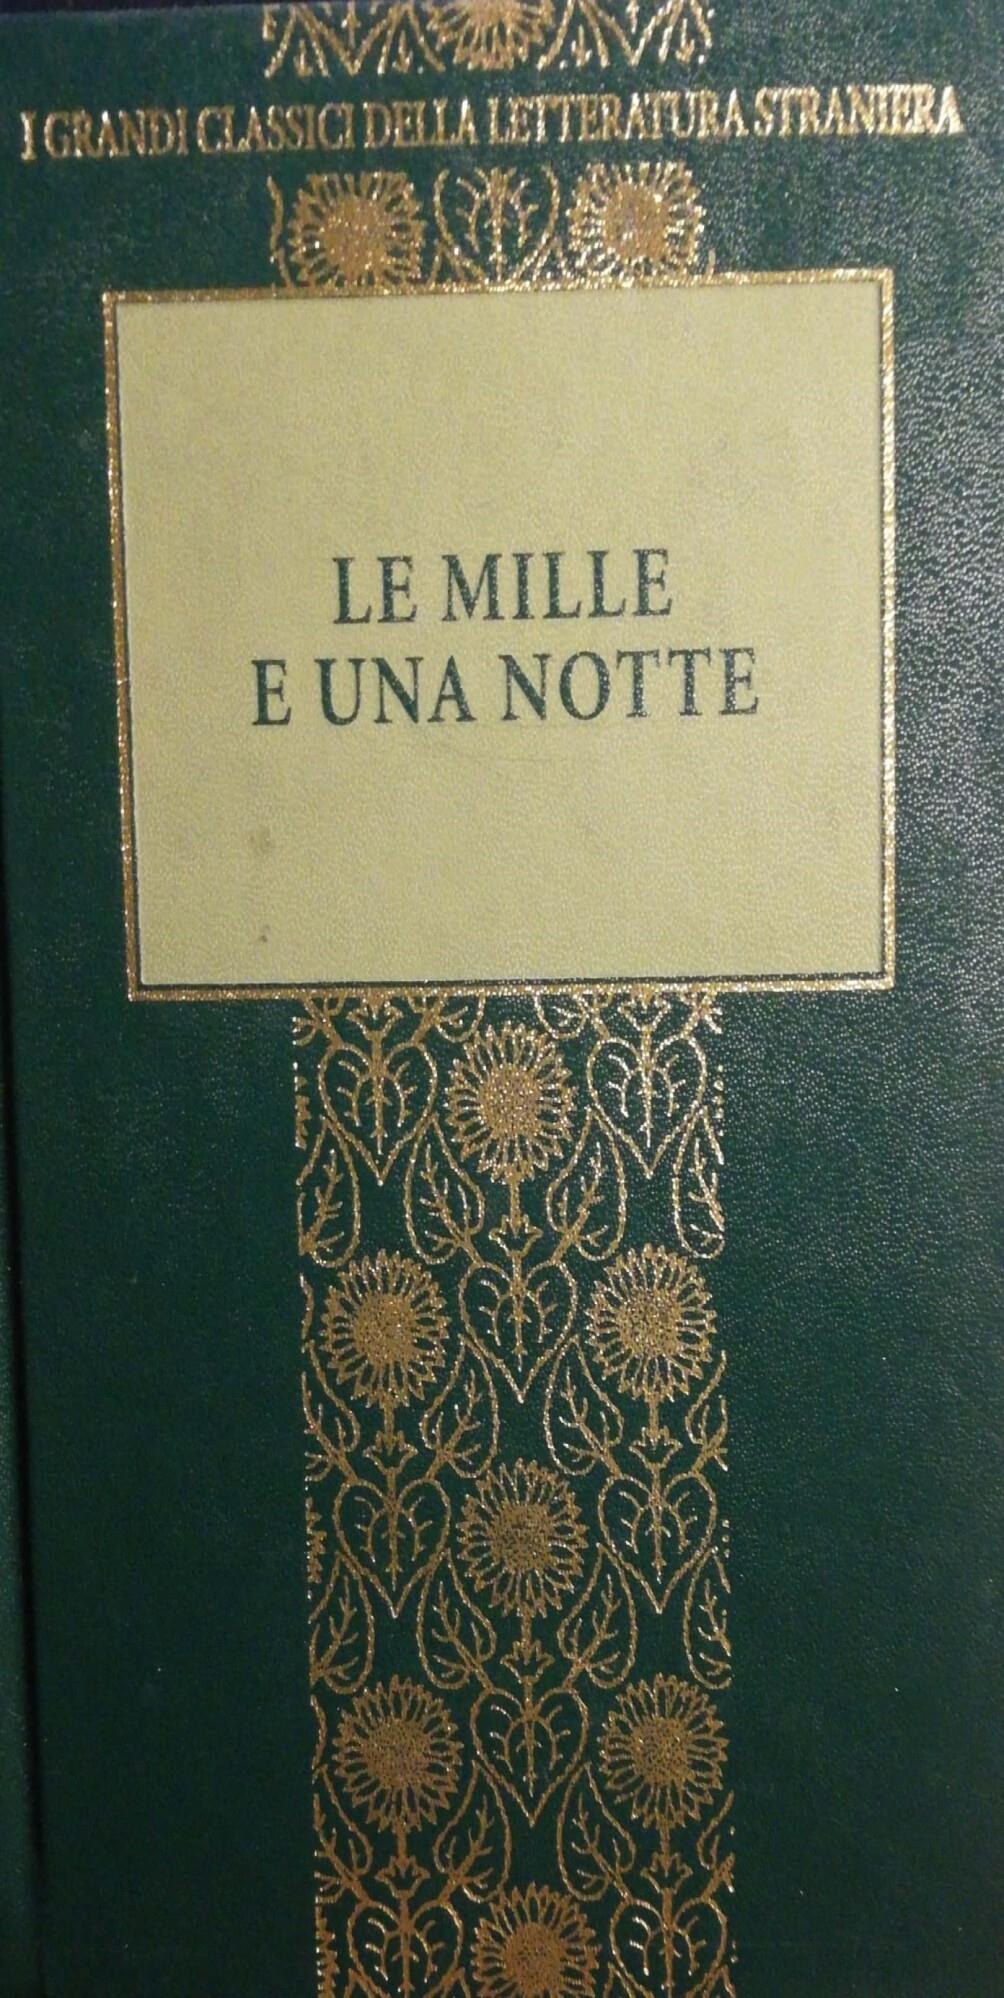 I GRANDI CLASSICI DELLA LETTERATURA STRANIERA
LE MILLE
E UNA NOTTE